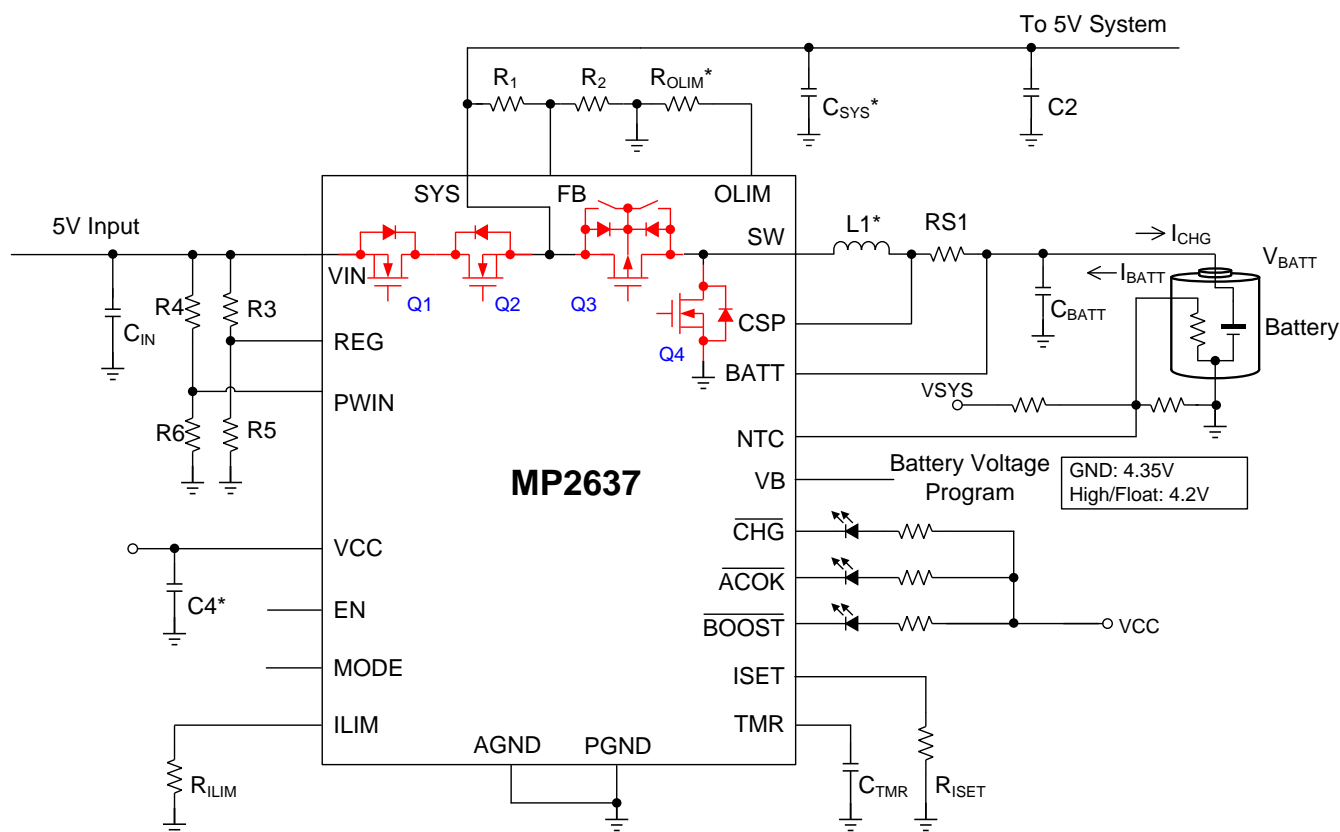 To 5V System
R1
R2
ROLIM*
CSYS*
C2
SYS
FB
OLIM
5V Input
SW
L1*
RS1
ICHG
IBATT
VBATT
VIN
Q1
Q2
Q3
Q4
R4
R3
CIN
REG
CSP
CBATT
Battery
BATT
PWIN
VSYS
R6
R5
NTC
MP2637
VB
Battery Voltage
Program
GND: 4.35V
High/Float: 4.2V
CHG
VCC
ACOK
C4*
EN
BOOST
VCC
MODE
ISET
ILIM
TMR
AGND
PGND
RILIM
CTMR
RISET